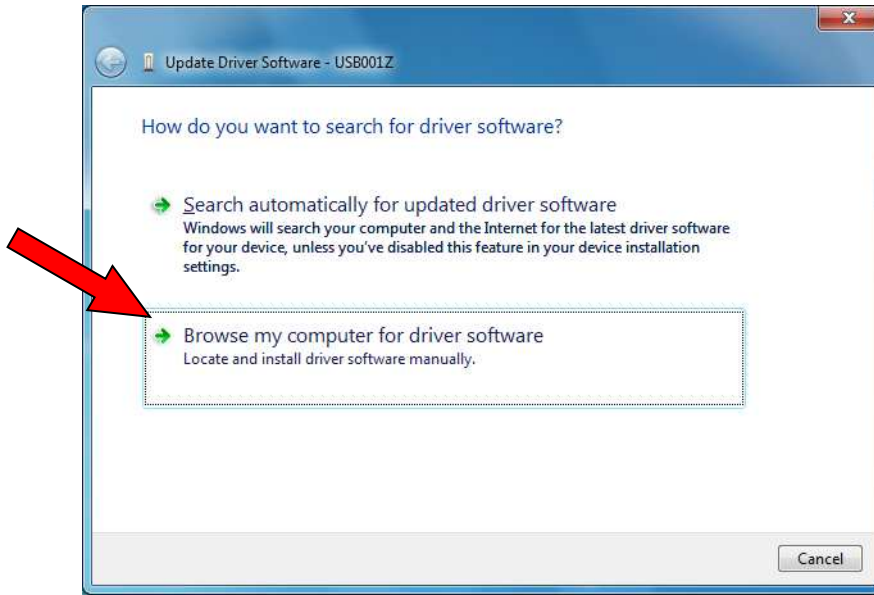 Update Driver Software - USB001Z
How do you want to search for driver software?
Search automatically for updated driver software
Windows will search your computer and the Internet for the latest driver software
for your device, unless you've disabled this feature in your device installation
settings.
Browse my computer for driver software
Locate and install driver software manually.
Cancel